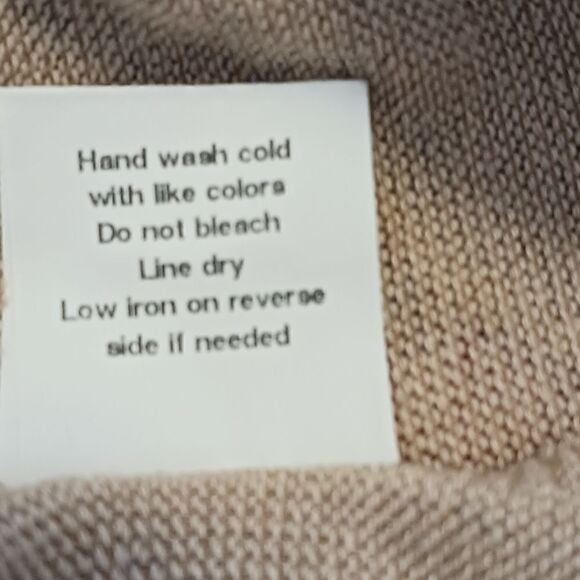 Hand wash cold
with like colors
Do not bleach
Line dry
Low iron on reverse
side if needed